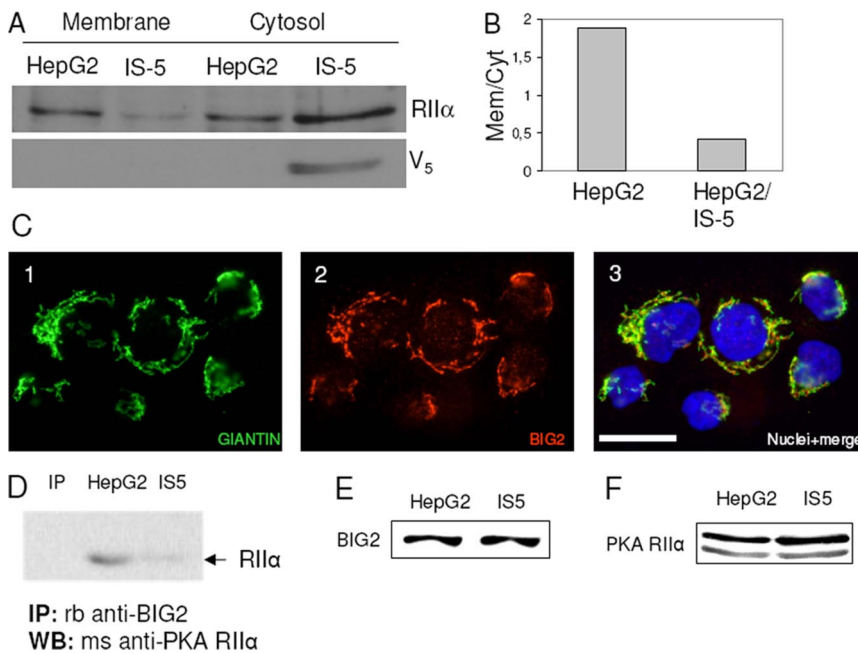 A
Membrane Cytosol
HepG2 IS-5 HepG2 IS-5
RIIα
V5
B
Mem/Cyt
2
1,5
1
0,5
0
HepG2
HepG2/
IS-5
C
1
GIANTIN
2
BIG2
3
Nuclei+merge
D
IP HepG2 IS5
RIIα
IP: rb anti-BIG2
WB: ms anti-PKA RIIα
E
HepG2 IS5
BIG2
F
HepG2 IS5
PKA RIIα